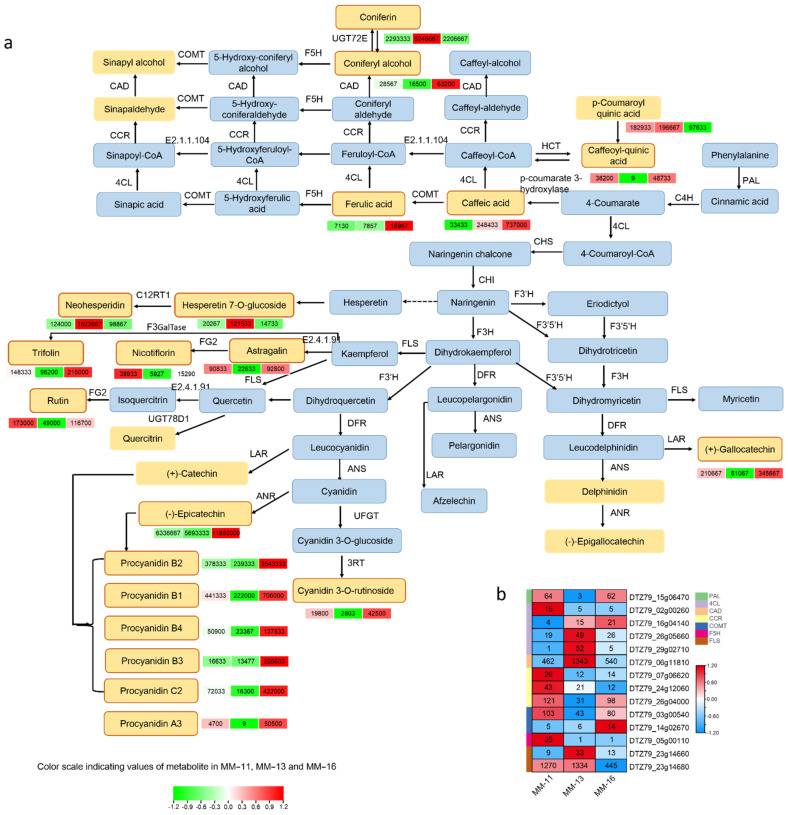 a
Coniferin
UGT72E
2293333 5246667 2206667
Sinapyl alcohol
COMT
5-Hydroxy-coniferyl
alcohol
F5H
Coniferyl alcohol
Caffeyl-alcohol
28567 16500 63200
CAD
CAD
CAD
CAD
Sinapaldehyde
COMT
5-Hydroxy-
coniferaldehyde
F5H
Coniferyl
aldehyde
Caffeyl-aldehyde
p-Coumaroyl
quinic acid
182933 196667 97633
CCR
CCR
CCR
CCR
E2.1.1.104
E2.1.1.104
HCT
Sinapoyl-CoA
5-Hydroxyferuloyl-
CoA
Feruloyl-CoA
Caffeoyl-CoA
Caffeoyl-quinic
acid
Phenylalanine
36200 9 48733
4CL
4CL
4CL
4CL
p-coumarate 3-
hydroxylase
PAL
Sinapic acid
COMT
5-Hydroxyferulic
acid
F5H
Ferulic acid
COMT
Caffeic acid
4-Coumarate
C4H
Cinnamic acid
7130 7857 16967
33433 248433 737000
4CL
Naringenin chalcone
CHS
4-Coumaroyl-CoA
CHI
Neohesperidin
C12RT1
Hesperetin 7-O-glucoside
Hesperetin
Naringenin
F3'H
Eriodictyol
124000 98867
20267 121533 14733
F3GalTase
F3H
F3'5'H
F3'5'H
Trifolin
Nicotiflorin
FG2
Astragalin
E2.4.1.91
Kaempferol
FLS
Dihydrokaempferol
Dihydrotricetin
148333 96200 215000
38933 5927 15290
90833 22633 92800
FLS
F3'H
DFR
F3'5'H
F3H
Rutin
FG2
Isoquercitrin
E2.4.1.91
Quercetin
Dihydroquercetin
Leucopelargonidin
Dihydromyricetin
FLS
Myricetin
173000 49000 116700
UGT78D1
Quercitrin
DFR
ANS
DFR
Leucocyanidin
Pelargonidin
Leucodelphinidin
LAR
(+)-Gallocatechin
210667 61067 345667
LAR
(+)-Catechin
ANS
LAR
ANS
Cyanidin
Afzelechin
Delphinidin
ANR
(-)-Epicatechin
6336667 5693333
UFGT
ANR
Cyanidin 3-O-glucoside
(-)-Epigallocatechin
Procyanidin B2
378333 239333 3543333
3RT
Procyanidin B1
441333 222000 706000
Cyanidin 3-O-rutinoside
19800 2803 42500
Procyanidin B4
50900 23367 137833
Procyanidin B3
16633 13477
Procyanidin C2
72033 16300 422000
Procyanidin A3
4700 9 50500
Color scale indicating values of metabolite in MM-11, MM-13 and MM-16
-1.2 -0.9 -0.6 -0.3 0.0 0.3 0.6 0.9 1.2
b
64 3 62 DTZ79_15g06470
15 5 5 DTZ79_02g00260
4 15 21 DTZ79_16g04140
19 49 26 DTZ79_26g05660
1 52 5 DTZ79_29g02710
462 1343 540 DTZ79_06g11810
26 12 14 DTZ79_07g06620
43 21 12 DTZ79_24g12060
121 31 98 DTZ79_26g04000
103 43 80 DTZ79_03g00540
5 6 14 DTZ79_14g02670
25 1 1 DTZ79_05g00110
9 33 13 DTZ79_23g14660
1270 1334 445 DTZ79_23g14680
MM-11 MM-13 MM-16
PAL
4CL
CAD
CCR
COMT
F5H
FLS
1.20
0.60
0.00
-0.60
-1.20